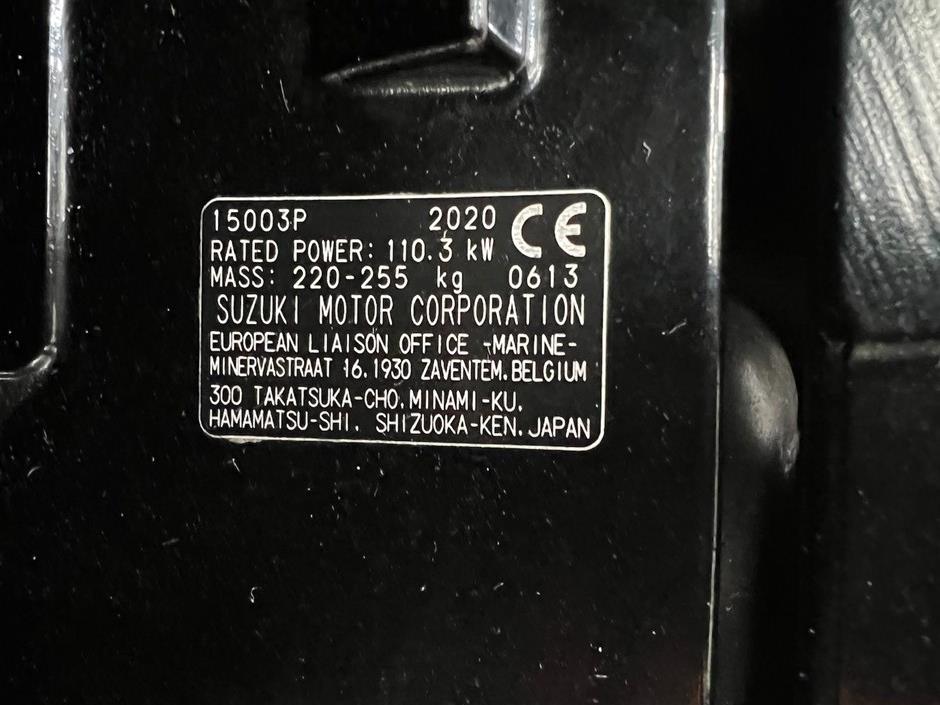 15003P 2020 CE
RATED POWER: 110.3 kW
MASS: 220-255 kg 0613
SUZUKI MOTOR CORPORATION
EUROPEAN LIAISON OFFICE -MARINE-
MINERVASTRAAT 16.1930 ZAVENTEM.BELGIUM
300 TAKATSUKA-CHO.MINAMI-KU.
HAMAMATSU-SHI. SHIZUOKA-KEN.JAPAN